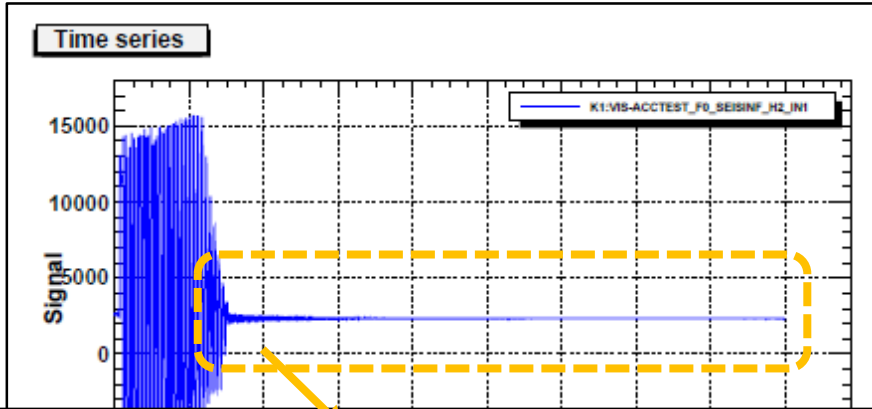 Time series
K1:VIS-ACCTEST_F0_SEISINF_H2_IN1
15000
10000
5000
0
Signal